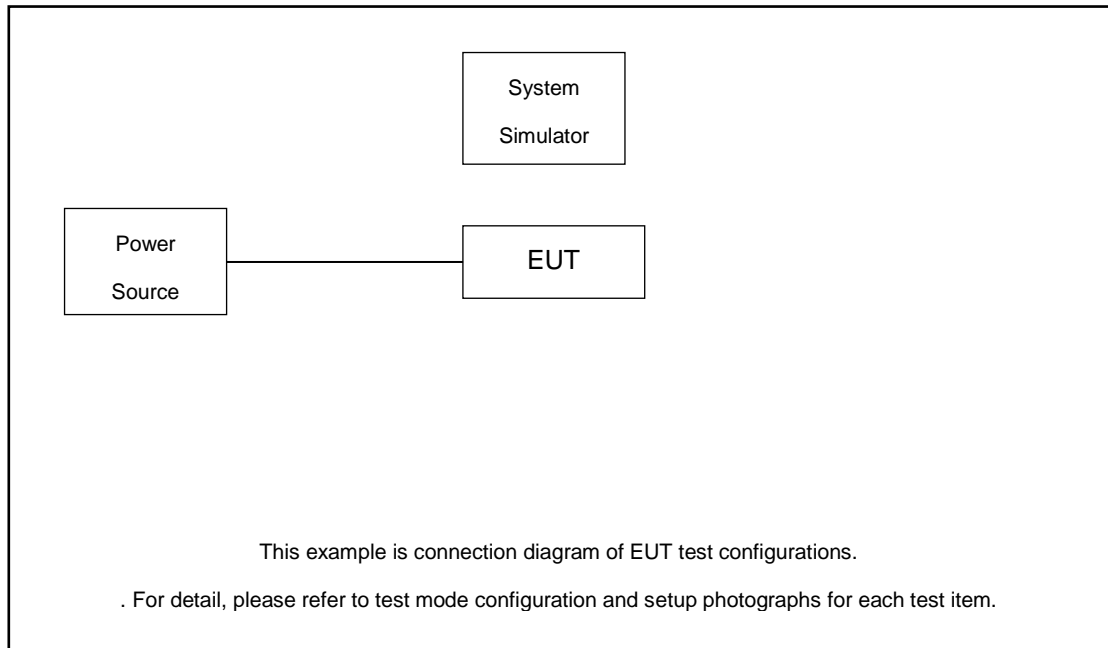 System
Simulator
Power
Source
EUT
This example is connection diagram of EUT test configurations.
. For detail, please refer to test mode configuration and setup photographs for each test item.